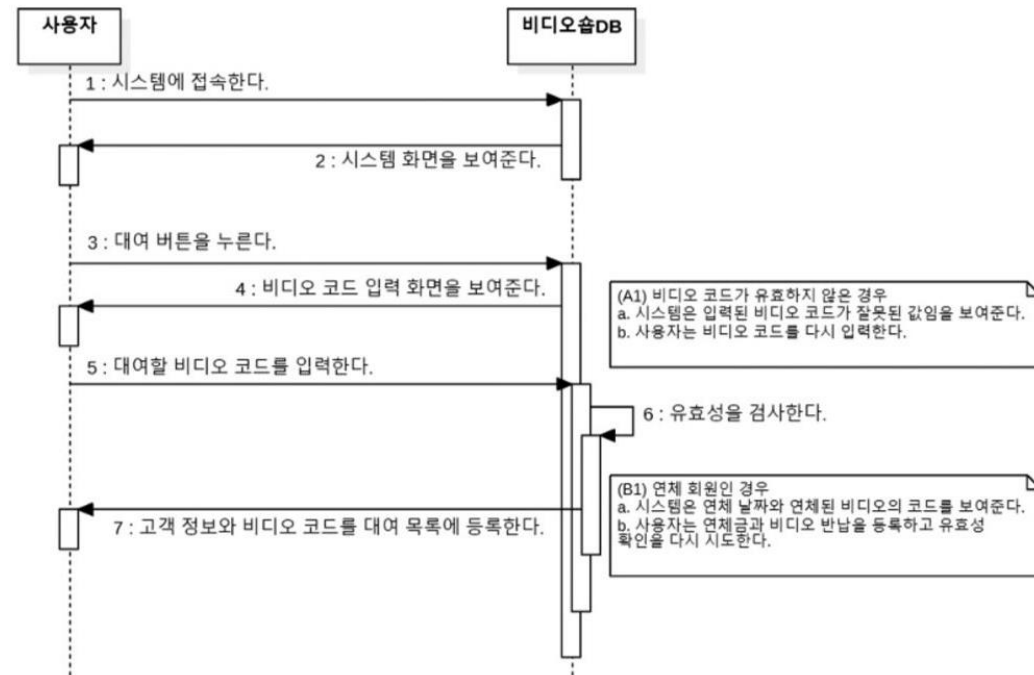 사용자
비디오숍DB
1 : 시스템에 접속한다.
2 : 시스템 화면을 보여준다.
3 : 대여 버튼을 누른다.
4 : 비디오 코드 입력 화면을 보여준다.
(A1) 비디오 코드가 유효하지 않은 경우
a. 시스템은 입력된 비디오 코드가 잘못된 값임을 보여준다.
b. 사용자는 비디오 코드를 다시 입력한다.
5 : 대여할 비디오 코드를 입력한다.
6 : 유효성을 검사한다.
(B1) 연체 회원인 경우
a. 시스템은 연체 날짜와 연체된 비디오의 코드를 보여준다.
b. 사용자는 연체금과 비디오 반납을 등록하고 유효성
확인을 다시 시도한다.
7 : 고객 정보와 비디오 코드를 대여 목록에 등록한다.